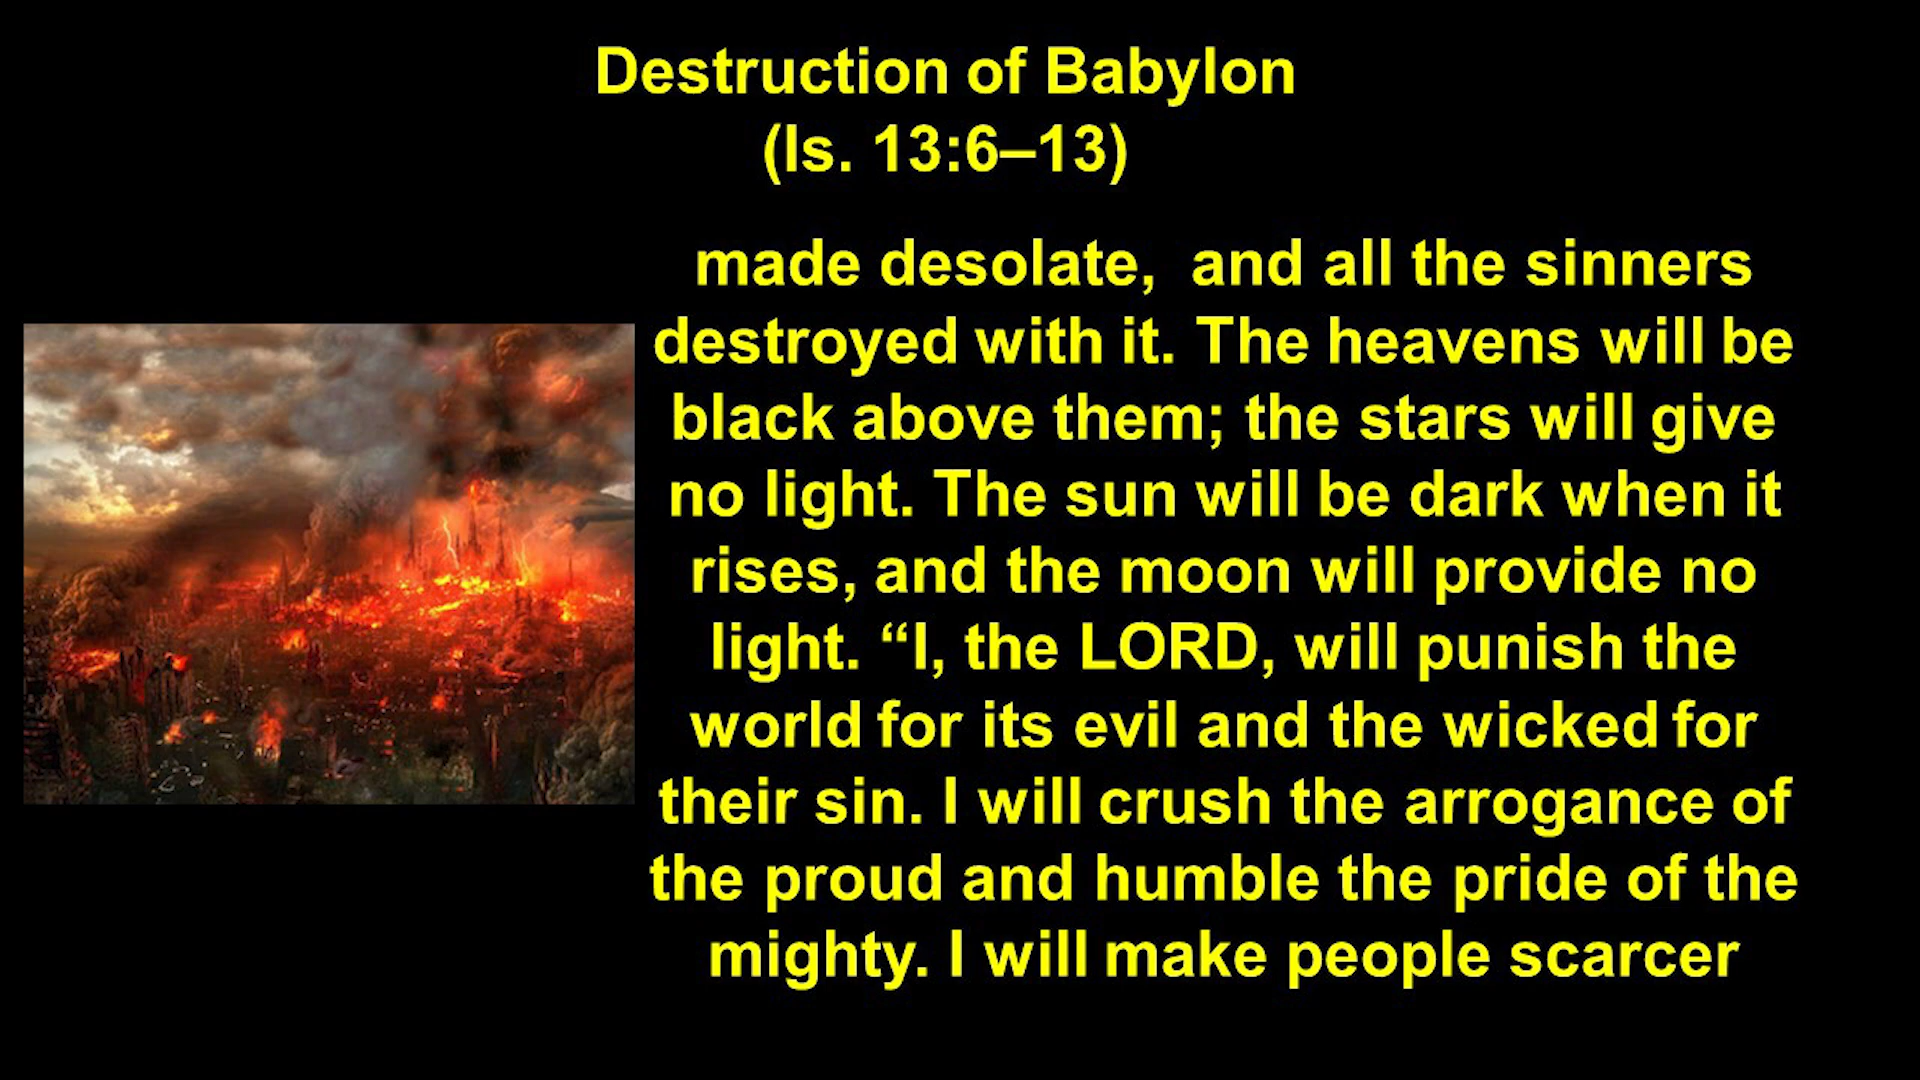 Destruction of Babylon
(Is. 13:6–13)
made desolate,  and all the sinners
destroyed with it. The heavens will be
black above them; the stars will give
no light. The sun will be dark when it
rises, and the moon will provide no
light. “I, the LORD, will punish the
world for its evil and the wicked for
their sin. I will crush the arrogance of
the proud and humble the pride of the
mighty. I will make people scarcer